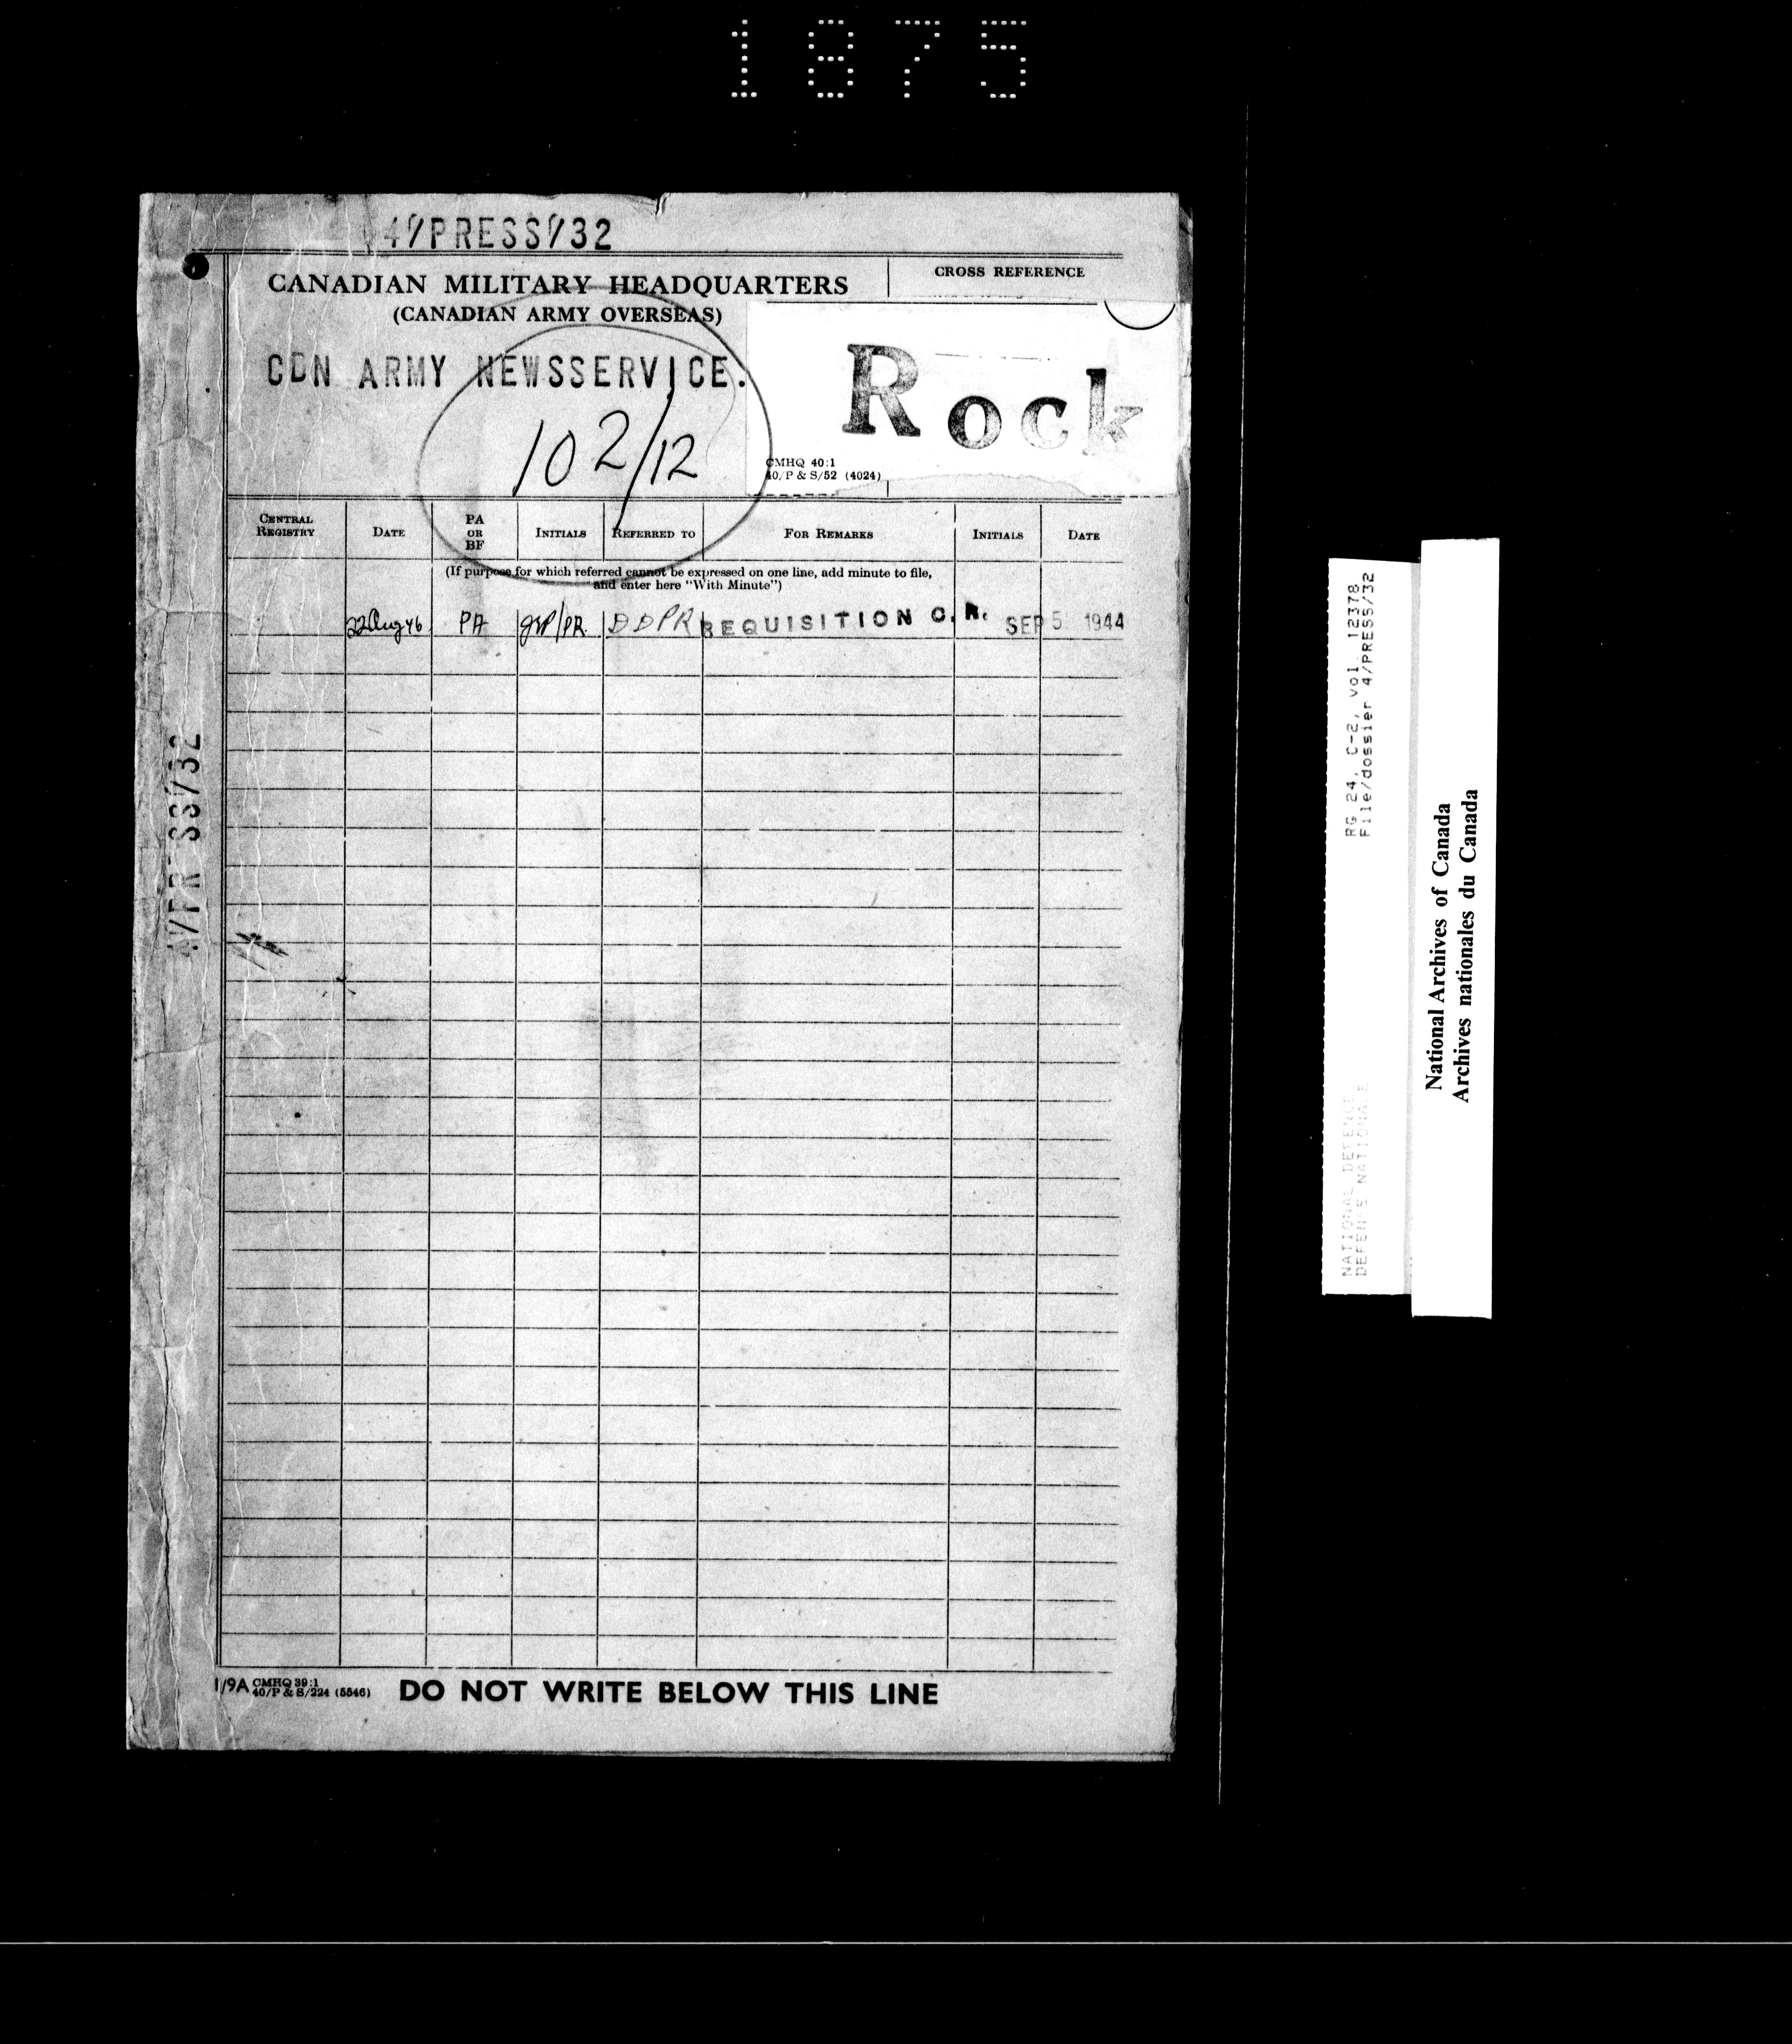 1875
4/PRESS/32
CANADIAN MILITARY HEADQUARTERS
(CANADIAN ARMY OVERSEAS)
CROSS REFERENCE
CDN ARMY NEWSSERVICE.
Rock
102/12
CMHQ 40:1
40/P & S/52 (4024)
CENTRAL REGISTRY DATE PA OR BF INITIALS REFERRED TO FOR REMARKS INITIALS DATE
(If purpose for which referred cannot be expressed on one line, add minute to file,
and enter here "With Minute")
22 Aug 46 PA DDPR REQUISITION C.R. SEP 5 1944
4/PRESS/32
1/9A CMHQ 39:1
40/P & S/224 (5546)
DO NOT WRITE BELOW THIS LINE
RG 24, C-2, vol. 12378
File/dossier 4/PRESS/32
NATIONAL DEFENCE
DEFENSE NATIONALE
National Archives of Canada
Archives nationales du Canada